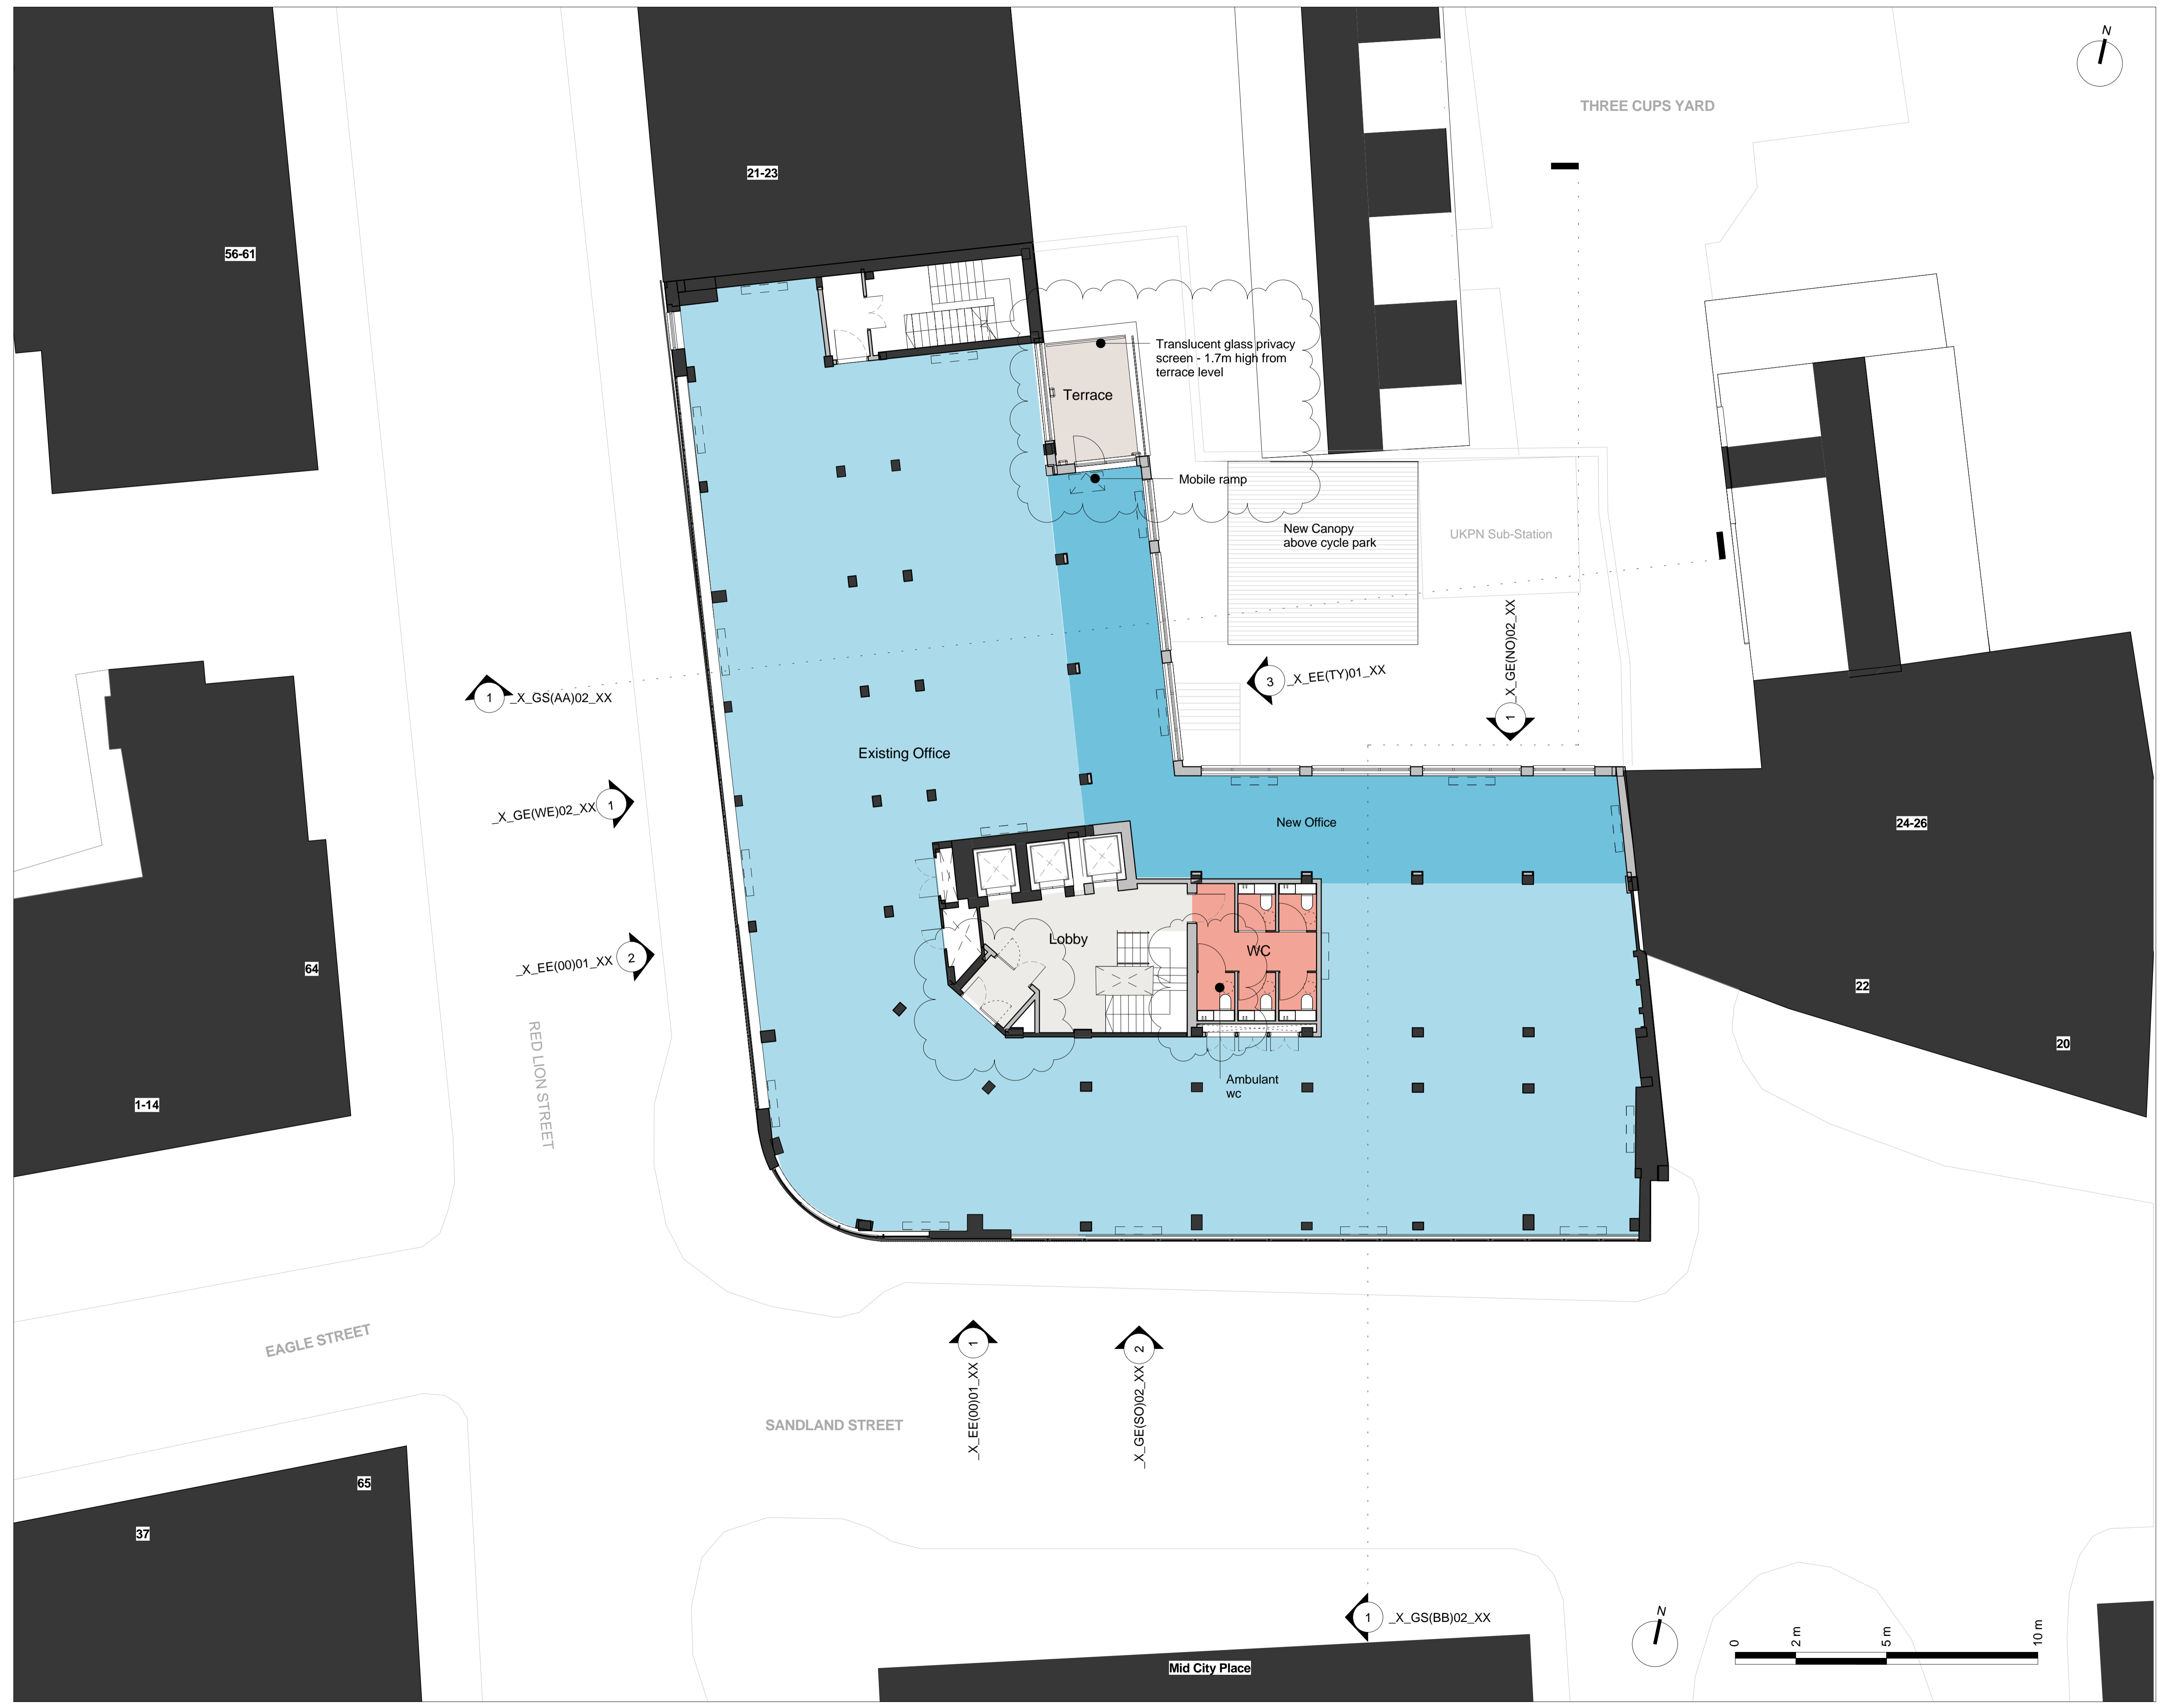 N
THREE CUPS YARD
21-23
56-61
Translucent glass privacy
screen - 1.7m high from
terrace level
Terrace
Mobile ramp
New Canopy
above cycle park
UKPN Sub-Station
1
_X_GS(AA)02_XX
3
_X_EE(TY)01_XX
1
_X_GE(NO)02_XX
Existing Office
_X_GE(WE)02_XX
1
New Office
24-26
Lobby
WC
_X_EE(00)01_XX
2
64
22
20
RED LION STREET
Ambulant
wc
1-14
EAGLE STREET
1
_X_EE(00)01_XX
2
_X_GE(SO)02_XX
SANDLAND STREET
65
37
1
_X_GS(BB)02_XX
N
0
2 m
5 m
10 m
Mid City Place